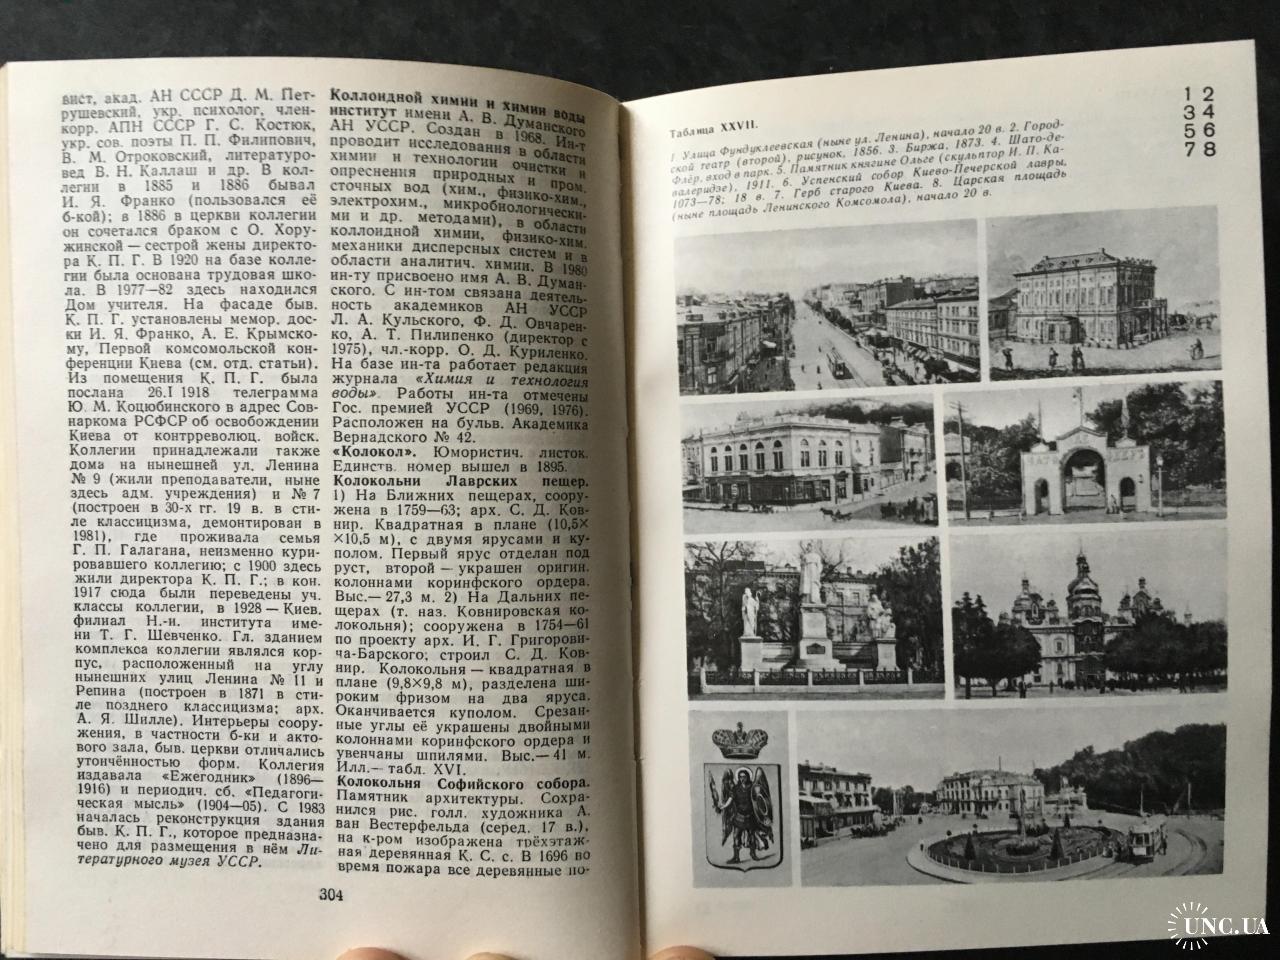 вист, акад. АН СССР Д. М. Пет-
рушевский, укр. психолог, член-
корр. АПН СССР Г. С. Костюк,
укр. сов. поэты П. П. Филипович,
В. М. Отроковский, литературо-
вед В. Н. Каллаш и др. В кол-
легии в 1885 и 1886 бывал
И. Я. Франко (пользовался её
б-кой); в 1886 в церкви коллегии
он сочетался браком с О. Хору-
жинской — сестрой жены директо-
ра К. П. Г. В 1920 на базе колле-
гии была основана трудовая шко-
ла. В 1977—82 здесь находился
Дом учителя. На фасаде быв.
К. П. Г. установлены мемор. дос-
ки И. Я. Франко, А. Е. Крымско-
му, Первой комсомольской кон-
ференции Киева (см. отд. статьи).
Из помещения К. П. Г. была
послана 26.I 1918 телеграмма
Ю. М. Коцюбинского в адрес Сов-
наркома РСФСР об освобождении
Киева от контрреволюц. войск.
Коллегии принадлежали также
дома на нынешней ул. Ленина
№ 9 (жили преподаватели, ныне
здесь адм. учреждения) и № 7
(построен в 30-х гг. 19 в. в сти-
ле классицизма, демонтирован в
1981), где проживала семья
Г. П. Галагана, неизменно кури-
ровавшего коллегию; с 1900 здесь
жили директора К. П. Г.; в кон.
1917 сюда были переведены уч.
классы коллегии, в 1928 — Киев.
филиал Н.-и. института име-
ни Т. Г. Шевченко. Гл. зданием
комплекса коллегии являлся кор-
пус, расположенный на углу
нынешних улиц Ленина № 11 и
Репина (построен в 1871 в сти-
ле позднего классицизма; арх.
А. Я. Шилле). Интерьеры соору-
жения, в частности б-ки и акто-
вого зала, быв. церкви отличались
утончённостью форм. Коллегия
издавала «Ежегодник» (1896—
1916) и периодич. сб. «Педагоги-
ческая мысль» (1904—05). С 1983
началась реконструкция здания
быв. К. П. Г., которое предназна-
чено для размещения в нём Ли-
тературного музея УССР.
Коллоидной химии и химии воды
институт имени А. В. Думанского
АН УССР. Создан в 1968. Ин-т
проводит исследования в области
химии и технологии очистки и
опреснения природных и пром.
сточных вод (хим., физико-хим.,
электрохим., микробиологически-
ми и др. методами), в области
коллоидной химии, физико-хим.
механики дисперсных систем и в
области аналитич. химии. В 1980
ин-ту присвоено имя А. В. Думан-
ского. С ин-том связана деятель-
ность академиков АН УССР
Л. А. Кульского, Ф. Д. Овчарен-
ко, А. Т. Пилипенко (директор с
1975), чл.-корр. О. Д. Куриленко.
На базе ин-та работает редакция
журнала «Химия и технология
воды». Работы ин-та отмечены
Гос. премией УССР (1969, 1976).
Расположен на бульв. Академика
Вернадского № 42.
«Колокол». Юмористич. листок.
Единств. номер вышел в 1895.
Колокольни Лаврских пещер.
1) На Ближних пещерах, соору-
жена в 1759—63; арх. С. Д. Ков-
нир. Квадратная в плане (10,5×
×10,5 м), с двумя ярусами и ку-
полом. Первый ярус отделан под
руст, второй — украшен оригин.
колоннами коринфского ордера.
Выс.— 27,3 м. 2) На Дальних пе-
щерах (т. наз. Ковнировская ко-
локольня); сооружена в 1754—61
по проекту арх. И. Г. Григорови-
ча-Барского; строил С. Д. Ков-
нир. Колокольня — квадратная в
плане (9,8×9,8 м), разделена ши-
роким фризом на два яруса.
Оканчивается куполом. Срезан-
ные углы её украшены двойными
колоннами коринфского ордера и
увенчаны шпилями. Выс.— 41 м.
Илл.— табл. XVI.
Колокольня Софийского собора.
Памятник архитектуры. Сохра-
нился рис. голл. художника А.
ван Вестерфельда (серед. 17 в.),
на к-ром изображена трёхэтаж-
ная деревянная К. С. с. В 1696 во
время пожара все деревянные по-
304
Таблица XXVII.
1 2
3 4
5 6
7 8
1 Улица Фундуклеевская (ныне ул. Ленина), начало 20 в. 2. Город-
ской театр (второй), рисунок, 1856. 3. Биржа, 1873. 4. Шато-де-
Флёр, вход в парк. 5. Памятник княгине Ольге (скульптор И. П. Ка-
валеридзе), 1911. 6. Успенский собор Киево-Печерской лавры,
1073—78; 18 в. 7. Герб старого Киева. 8. Царская площадь
(ныне площадь Ленинского Комсомола), начало 20 в.
UNC.UA